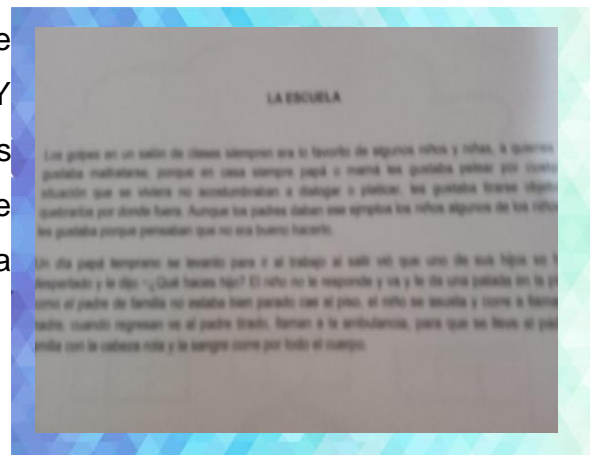 e
Y
s
e
a
LA ESCUELA
Los golpes en un salón de clases siempren era lo favorito de algunos niños y niñas, a quienes
gustaba maltratarse, porque en casa siempre papá o mamá les gustaba pelear por
situación que se viviera no acostumbraban a dialogar o platicar, les gustaba tirarse
quebrarlos por donde fuera. Aunque los padres daban ese ejmplos los niños algunos de los
les gustaba porque pensaban que no era bueno hacerlo.
Un día papá temprano se levanto para ir al trabajo al salir vió que uno de sus hijos se
despertado y le dijo -¿Qué haces hijo? El niño no le responde y va y le da una patada en la
como el padre de familia no estaba bien parado cae al piso, el niño se asusta y corre a
madre, cuando regresan ve al padre tirado, llaman a la ambulancia, para que se lleve al
milia con la cabeza rota y la sangre corre por todo el cuerpo.